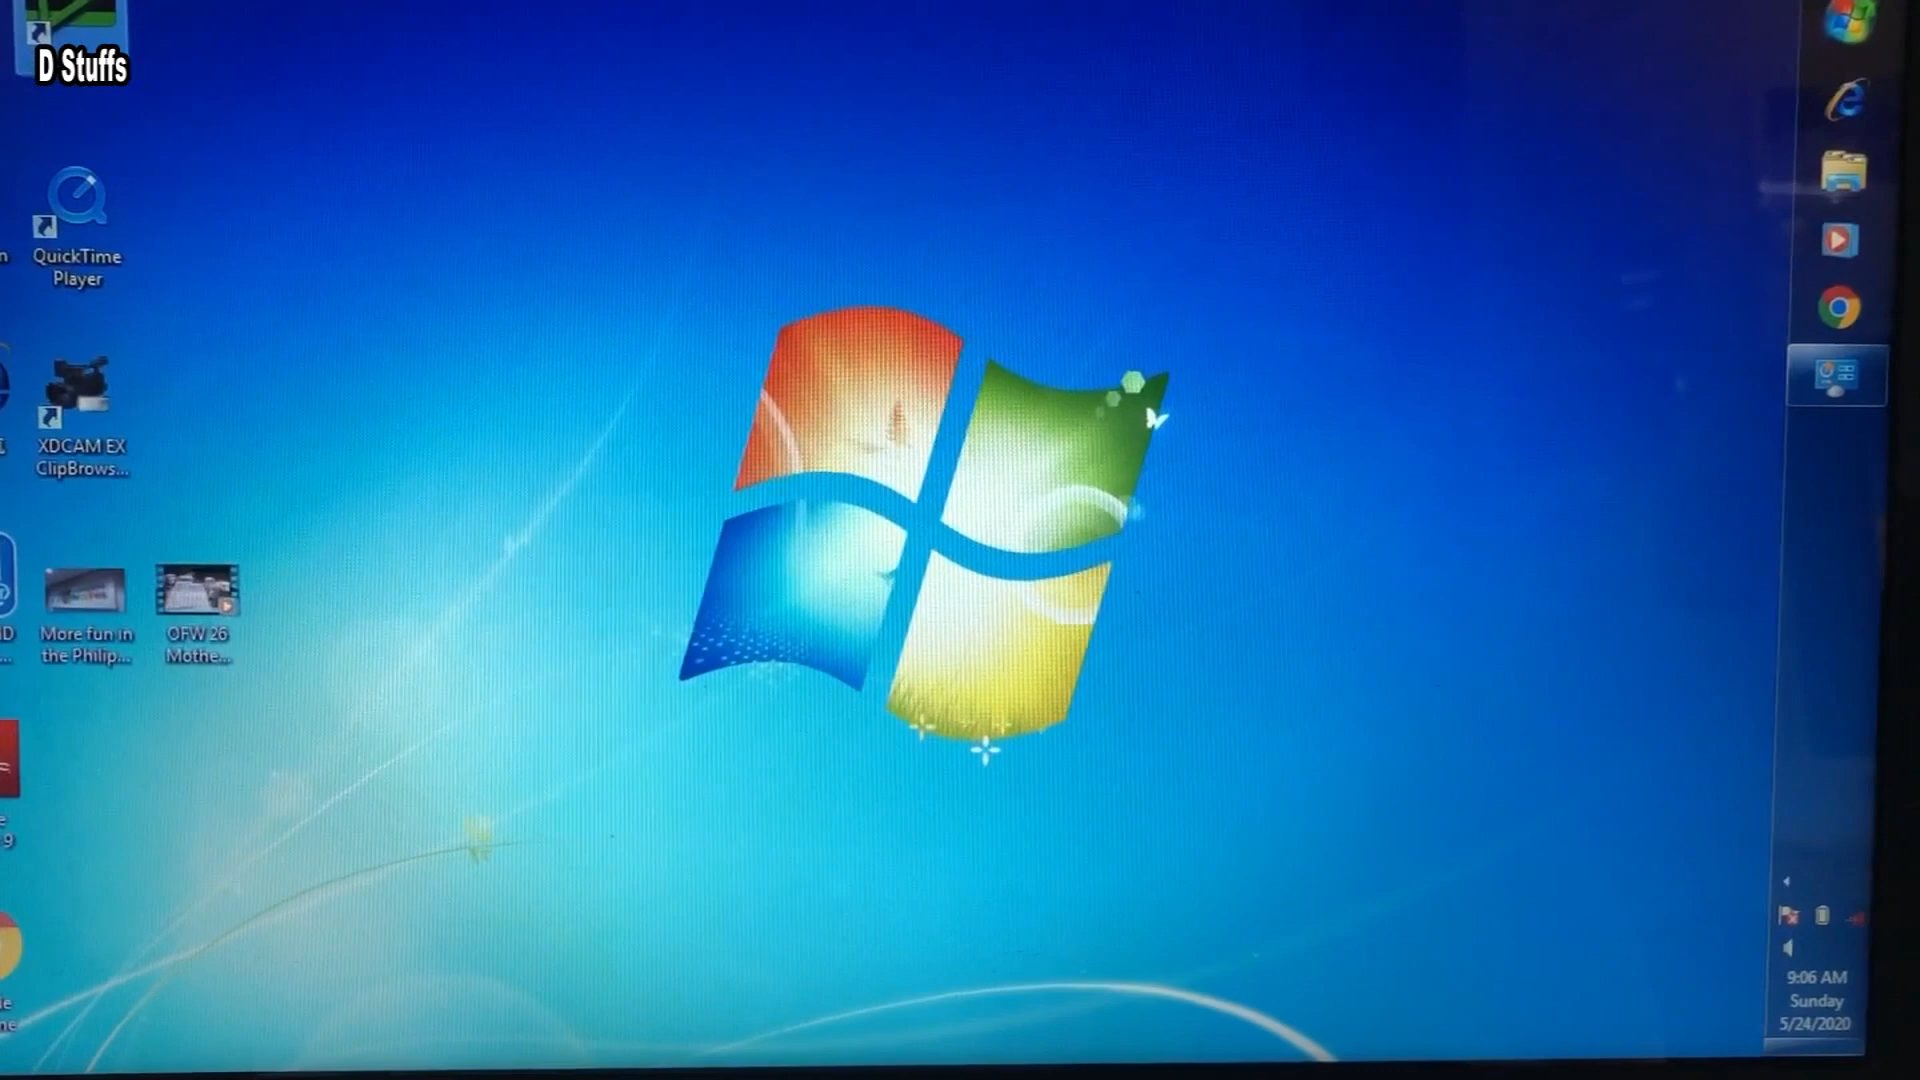 D Stuffs
QuickTime
Player
XDCAM EX
ClipBrows...
More fun in
the Philip...
OFW 26
Mothe...
9
9:06 AM
Sunday
5/24/2020